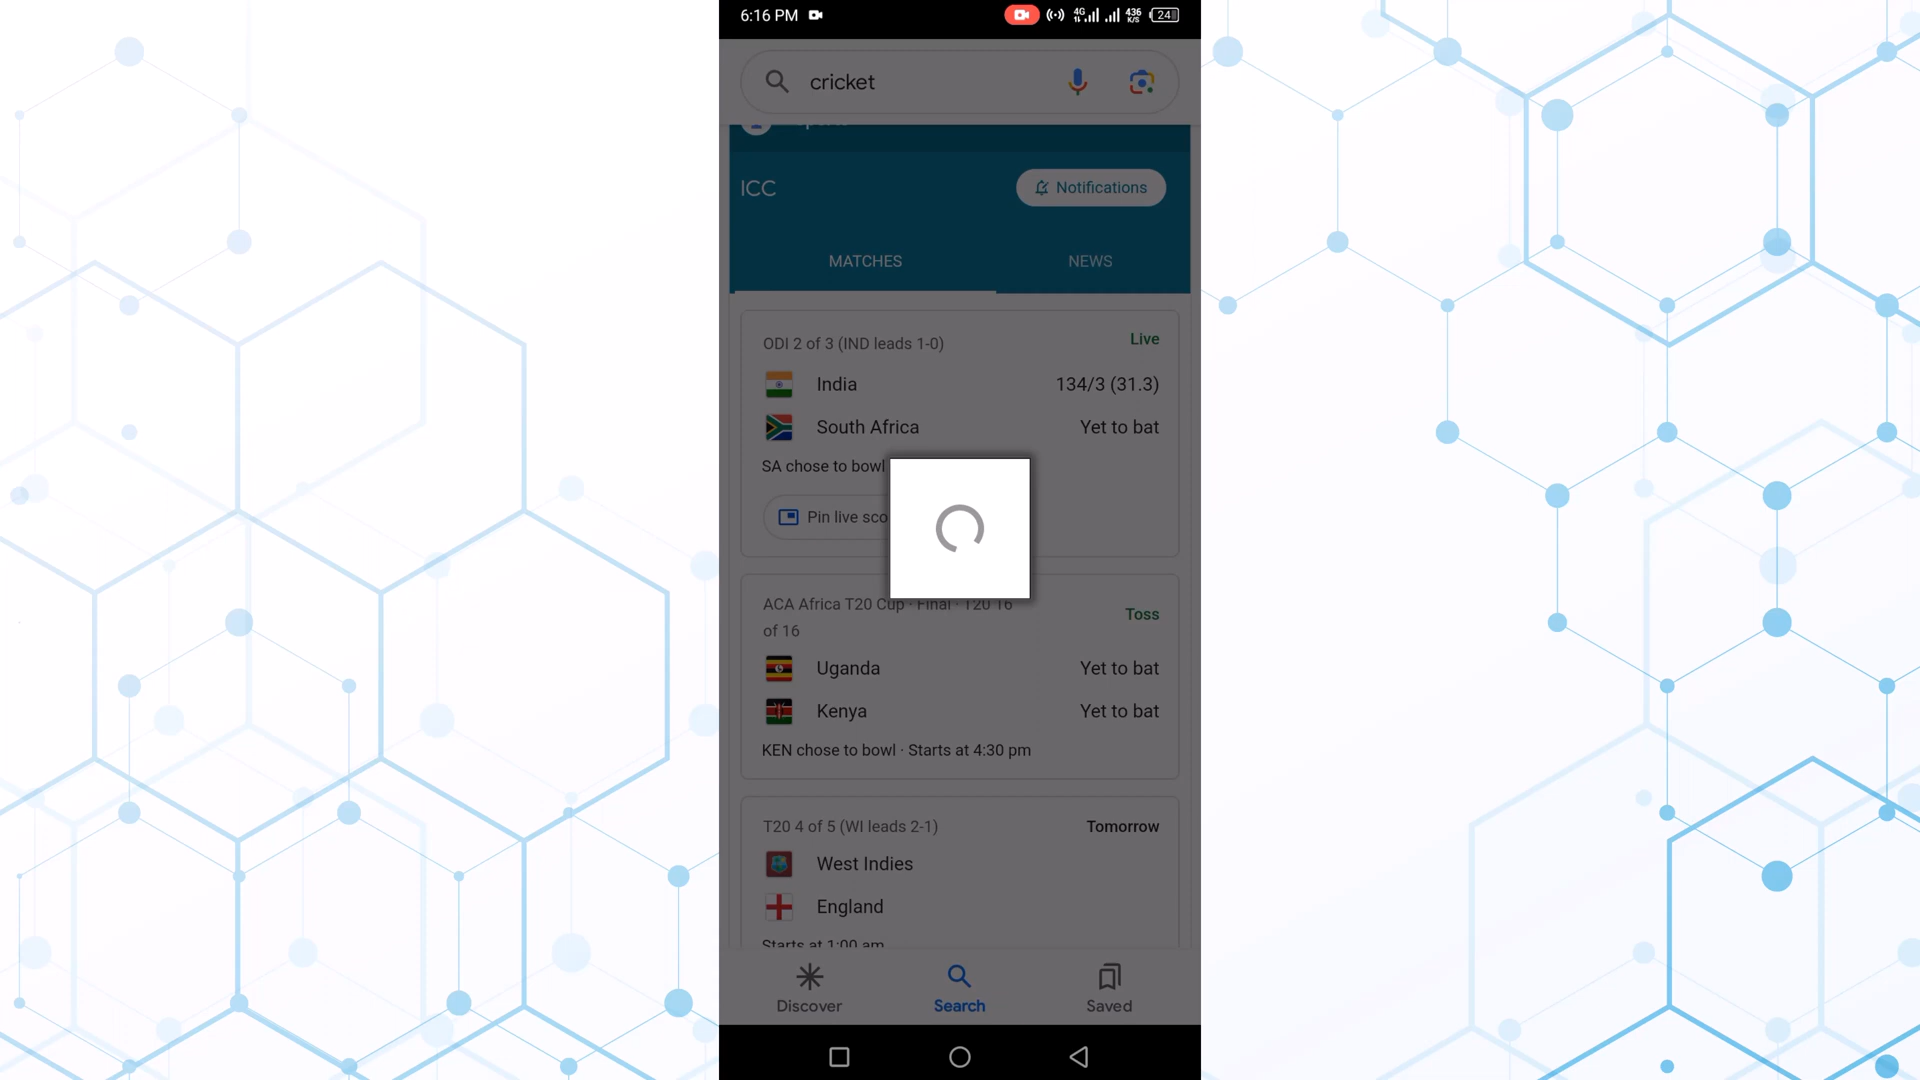 6:16 PM
4G
436
K/S
24
cricket
ICC
Notifications
MATCHES
NEWS
ODI 2 of 3 (IND leads 1-0)
Live
India
134/3 (31.3)
South Africa
Yet to bat
SA chose to bowl
Pin live sco
ACA Africa T20 Cup · Final · T20 16
of 16
Toss
Uganda
Yet to bat
Kenya
Yet to bat
KEN chose to bowl · Starts at 4:30 pm
T20 4 of 5 (WI leads 2-1)
Tomorrow
West Indies
England
Starts at 1:00 am
Discover
Search
Saved